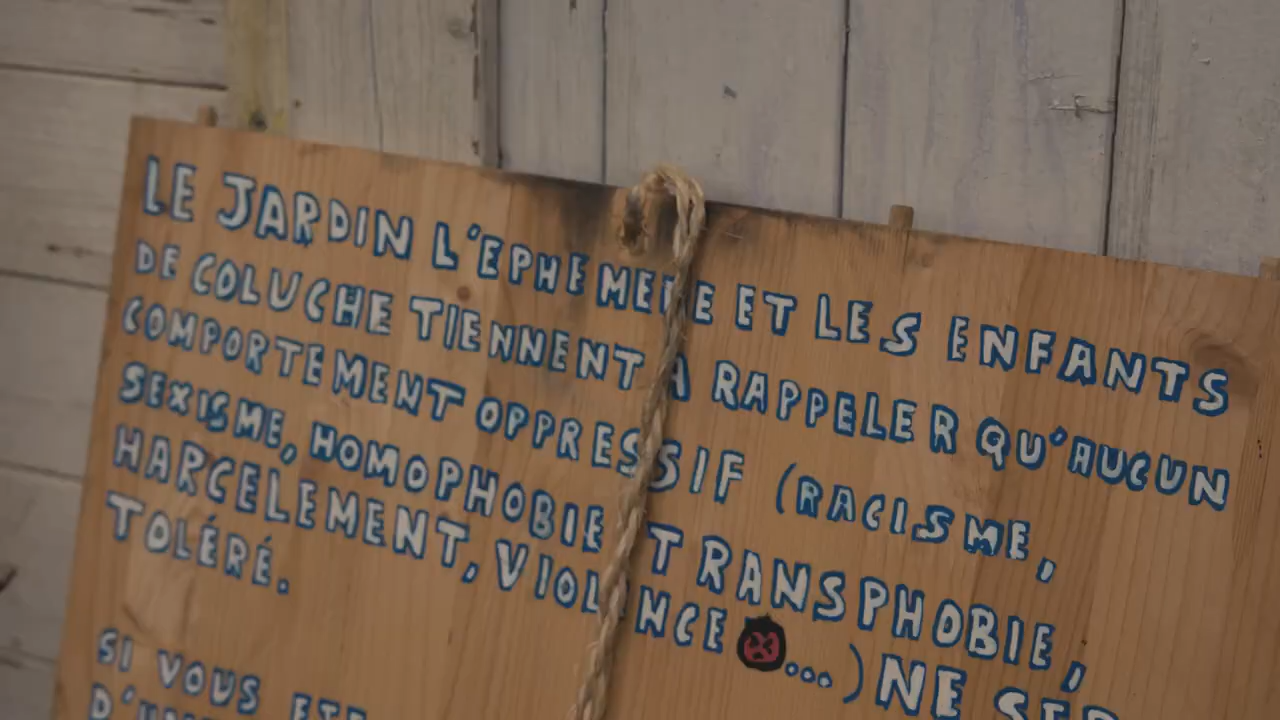 LE JARDIN L'EPHEMERE ET LES ENFANTS
DE COLUCHE TIENNENT A RAPPELER QU'AUCUN
COMPORTEMENT OPPRESSIF (RACISME,
SEXISME, HOMOPHOBIE TRANSPHOBIE,
HARCELEMENT, VIOLENCE ...) NE
TOLÉRÉ.
SI VOUS